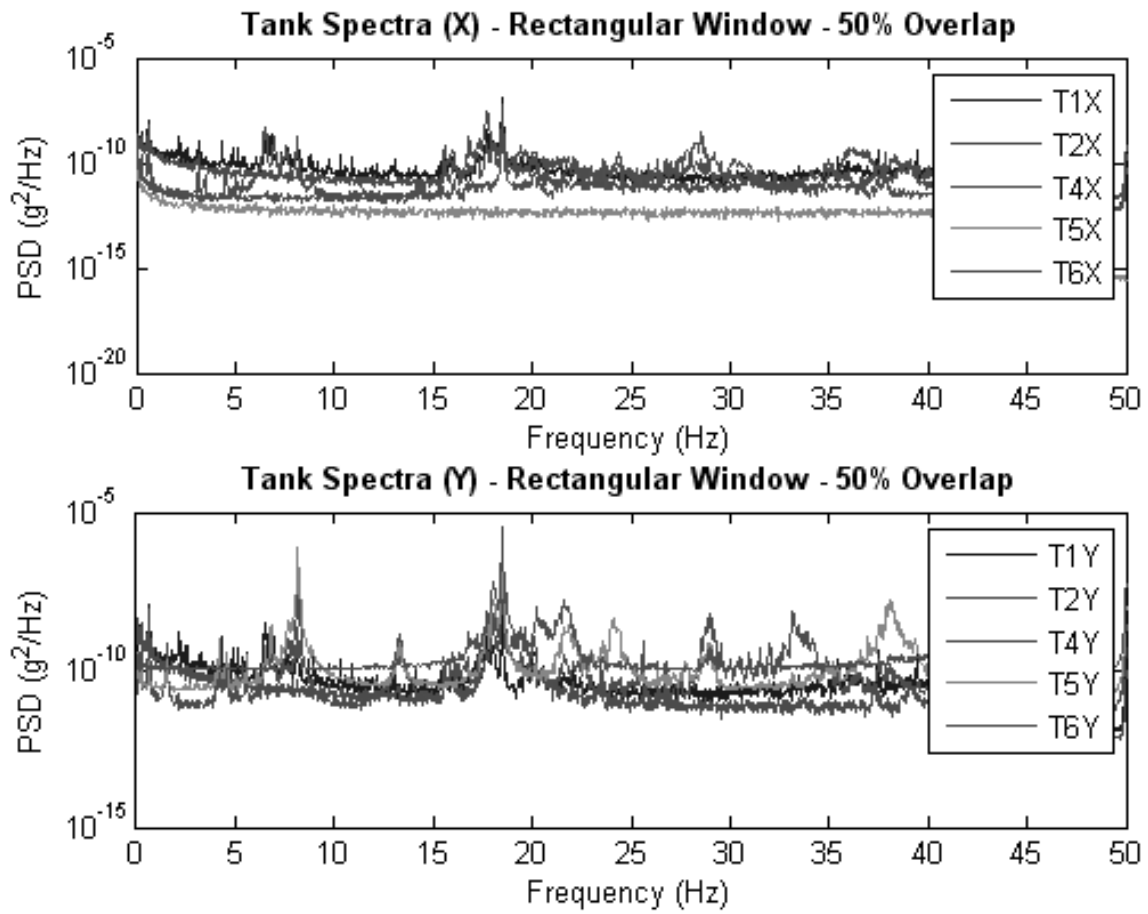 Tank Spectra (X) - Rectangular Window - 50% Overlap
10^-5
10^-10
10^-15
10^-20
PSD (g^2/Hz)
T1X
T2X
T4X
T5X
T6X
0 5 10 15 20 25 30 35 40 45 50
Frequency (Hz)
Tank Spectra (Y) - Rectangular Window - 50% Overlap
10^-5
10^-10
10^-15
PSD (g^2/Hz)
T1Y
T2Y
T4Y
T5Y
T6Y
0 5 10 15 20 25 30 35 40 45 50
Frequency (Hz)